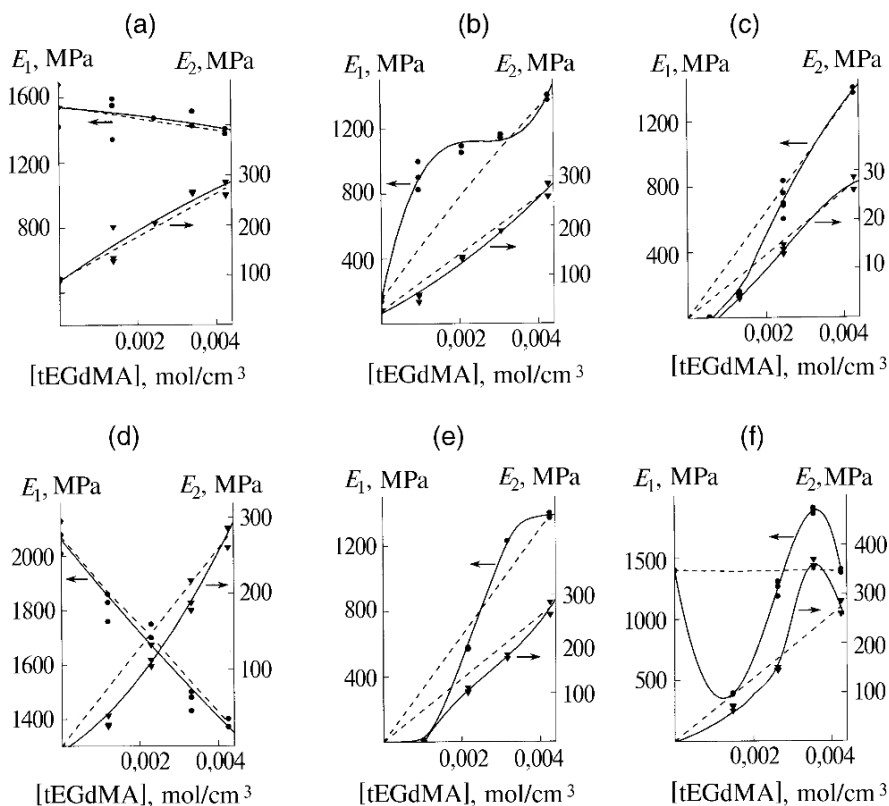 (a)
(b)
(c)
E1, MPa
E2, MPa
1600
1400
1200
800
300
200
100
0,002
0,004
[tEGdMA], mol/cm³
E1, MPa
E2, MPa
1200
800
400
300
200
100
0,002
0,004
[tEGdMA], mol/cm³
E1, MPa
E2, MPa
1200
800
400
30
20
10
0,002
0,004
[tEGdMA], mol/cm³
(d)
(e)
(f)
E1, MPa
E2, MPa
2000
1800
1600
1400
300
200
100
0,002
0,004
[tEGdMA], mol/cm³
E1, MPa
E2, MPa
1200
800
400
300
200
100
0,002
0,004
[tEGdMA], mol/cm³
E1, MPa
E2, MPa
1900
1500
1000
500
400
300
200
100
0,002
0,004
[tEGdMA], mol/cm³